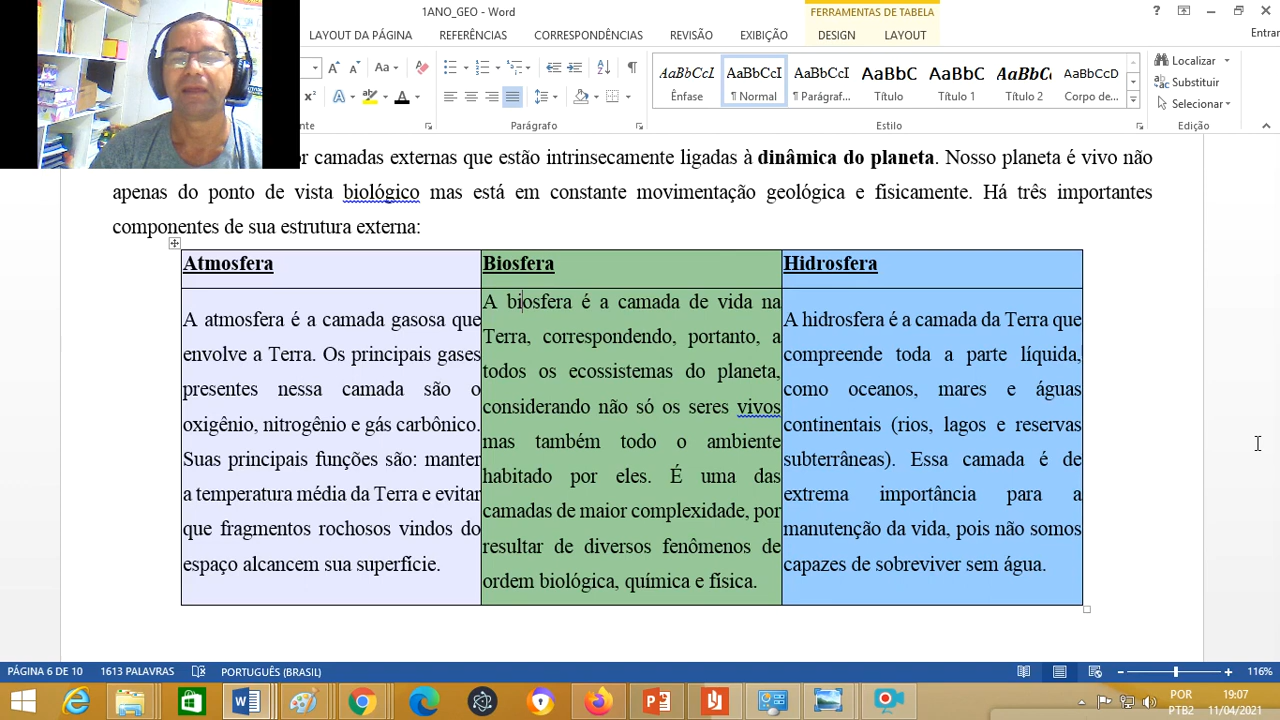 1ANO_GEO - Word
FERRAMENTAS DE TABELA
?
Entrar
LAYOUT DA PÁGINA
REFERÊNCIAS
CORRESPONDÊNCIAS
REVISÃO
EXIBIÇÃO
DESIGN
LAYOUT
AaBbCcI AaBbCcI AaBbCcI AaBbC AaBbC AaBbCc AaBbCcD
Ênfase ¶ Normal ¶ Parágraf... Título Título 1 Título 2 Corpo de...
Localizar
Substituir
Selecionar
Parágrafo
Estilo
Edição
or camadas externas que estão intrinsecamente ligadas à dinâmica do planeta. Nosso planeta é vivo não
apenas do ponto de vista biológico mas está em constante movimentação geológica e físicamente. Há três importantes
componentes de sua estrutura externa:
Atmosfera
Biosfera
Hidrosfera
A atmosfera é a camada gasosa que
envolve a Terra. Os principais gases
presentes nessa camada são o
oxigênio, nitrogênio e gás carbônico.
Suas principais funções são: manter
a temperatura média da Terra e evitar
que fragmentos rochosos vindos do
espaço alcancem sua superfície.
A biosfera é a camada de vida na
Terra, correspondendo, portanto, a
todos os ecossistemas do planeta,
considerando não só os seres vivos
mas também todo o ambiente
habitado por eles. É uma das
camadas de maior complexidade, por
resultar de diversos fenômenos de
ordem biológica, química e física.
A hidrosfera é a camada da Terra que
compreende toda a parte líquida,
como oceanos, mares e águas
continentais (rios, lagos e reservas
subterrâneas). Essa camada é de
extrema importância para a
manutenção da vida, pois não somos
capazes de sobreviver sem água.
PÁGINA 6 DE 10
1613 PALAVRAS
PORTUGUÊS (BRASIL)
116%
POR
PTB2
19:07
11/04/2021